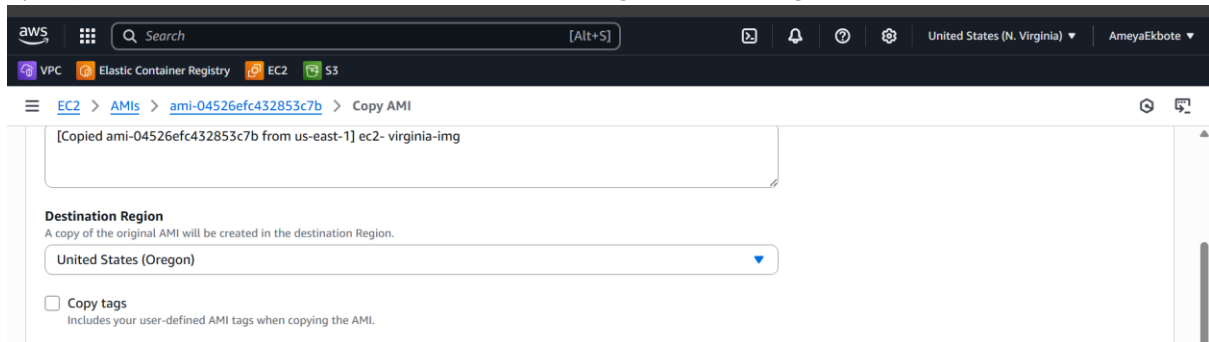 aws
Search [Alt+S] United States (N. Virginia) ▼ AmeyaEkbote ▼
VPC Elastic Container Registry EC2 S3
EC2 > AMIs > ami-04526efc432853c7b > Copy AMI
[Copied ami-04526efc432853c7b from us-east-1] ec2- virginia-img
Destination Region
A copy of the original AMI will be created in the destination Region.
United States (Oregon)
Copy tags
Includes your user-defined AMI tags when copying the AMI.